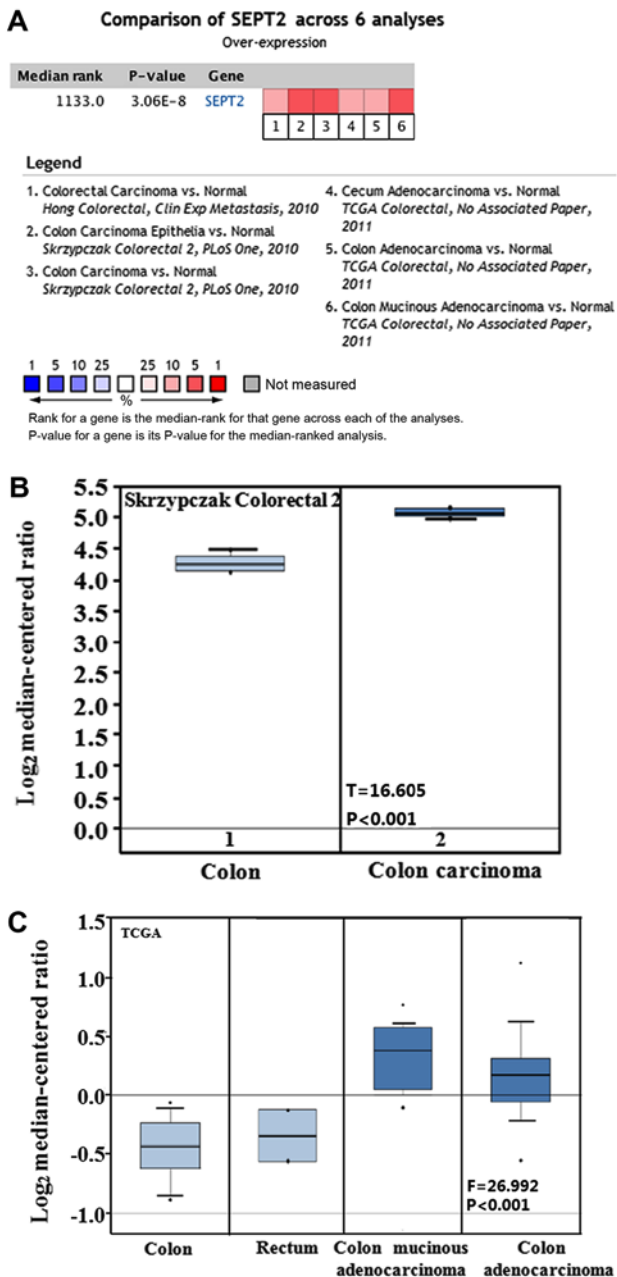 A
Comparison of SEPT2 across 6 analyses
Over-expression
Median rank P-value Gene
1133.0 3.06E-8 SEPT2
1 2 3 4 5 6
Legend
1. Colorectal Carcinoma vs. Normal
Hong Colorectal, Clin Exp Metastasis, 2010
2. Colon Carcinoma Epithelia vs. Normal
Skrzypczak Colorectal 2, PLoS One, 2010
3. Colon Carcinoma vs. Normal
Skrzypczak Colorectal 2, PLoS One, 2010
4. Cecum Adenocarcinoma vs. Normal
TCGA Colorectal, No Associated Paper,
2011
5. Colon Adenocarcinoma vs. Normal
TCGA Colorectal, No Associated Paper,
2011
6. Colon Mucinous Adenocarcinoma vs. Normal
TCGA Colorectal, No Associated Paper,
2011
1 5 10 25 25 10 5 1
Not measured
%
Rank for a gene is the median-rank for that gene across each of the analyses.
P-value for a gene is its P-value for the median-ranked analysis.
B
Log2 median-centered ratio
5.5
5.0
4.5
4.0
3.5
3.0
2.5
2.0
1.5
1.0
0.5
0.0
Skrzypczak Colorectal 2
T=16.605
P<0.001
1 2
Colon Colon carcinoma
C
Log2 median-centered ratio
1.5
1.0
0.5
0.0
-0.5
-1.0
TCGA
F=26.992
P<0.001
Colon
Rectum
Colon mucinous
adenocarcinoma
Colon
adenocarcinoma